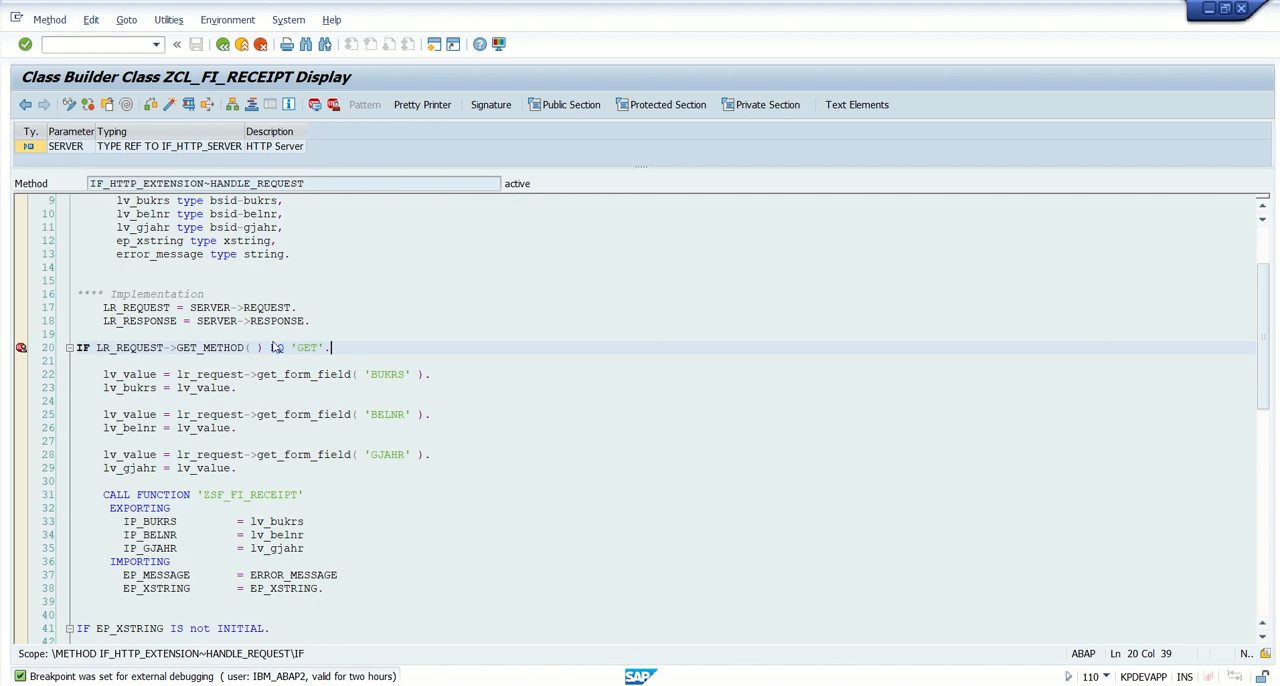 Method Edit Goto Utilities Environment System Help
Class Builder Class ZCL_FI_RECEIPT Display
Pattern Pretty Printer Signature Public Section Protected Section Private Section Text Elements
Ty. Parameter Typing Description
SERVER TYPE REF TO IF_HTTP_SERVER HTTP Server
Method IF_HTTP_EXTENSION~HANDLE_REQUEST active
9 lv_bukrs type bsid-bukrs,
10 lv_belnr type bsid-belnr,
11 lv_gjahr type bsid-gjahr,
12 ep_xstring type xstring,
13 error_message type string.
14
15
16 **** Implementation
17 LR_REQUEST = SERVER->REQUEST.
18 LR_RESPONSE = SERVER->RESPONSE.
19
20 IF LR_REQUEST->GET_METHOD( ) 'GET'.
21
22 lv_value = lr_request->get_form_field( 'BUKRS' ).
23 lv_bukrs = lv_value.
24
25 lv_value = lr_request->get_form_field( 'BELNR' ).
26 lv_belnr = lv_value.
27
28 lv_value = lr_request->get_form_field( 'GJAHR' ).
29 lv_gjahr = lv_value.
30
31 CALL FUNCTION 'ZSF_FI_RECEIPT'
32 EXPORTING
33 IP_BUKRS = lv_bukrs
34 IP_BELNR = lv_belnr
35 IP_GJAHR = lv_gjahr
36 IMPORTING
37 EP_MESSAGE = ERROR_MESSAGE
38 EP_XSTRING = EP_XSTRING.
39
40
41 IF EP_XSTRING IS not INITIAL.
42
Scope: \METHOD IF_HTTP_EXTENSION~HANDLE_REQUEST\IF ABAP Ln 20 Col 39 N..
Breakpoint was set for external debugging ( user: IBM_ABAP2, valid for two hours) SAP 110 KPDEVAPP INS